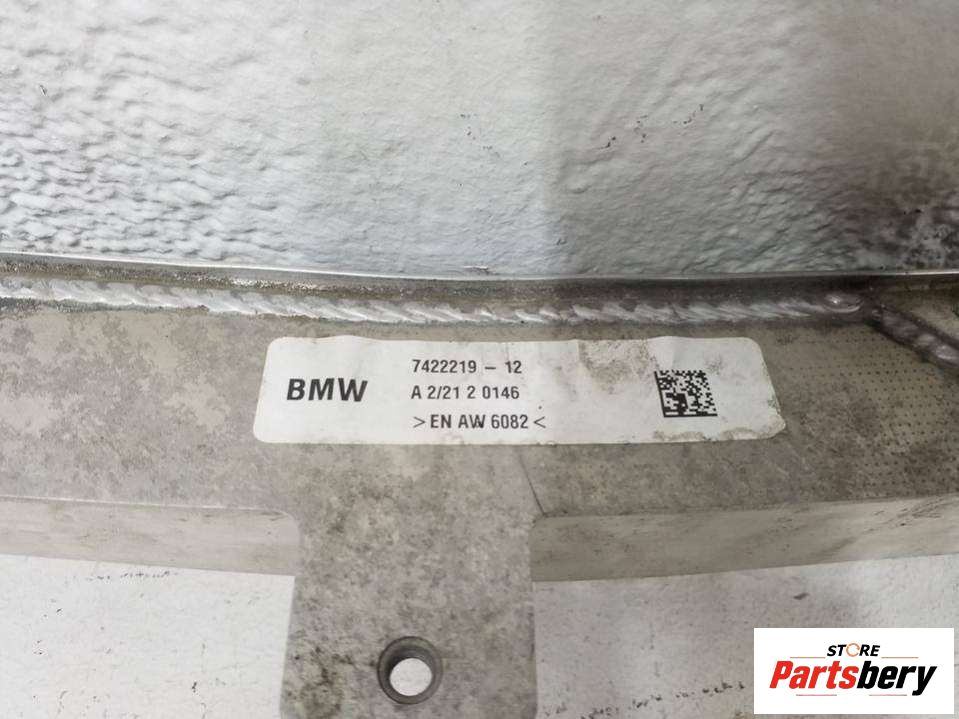 BMW
7422219 - 12
A 2/21 2 0146
>EN AW 6082<
STORE
Partsbery